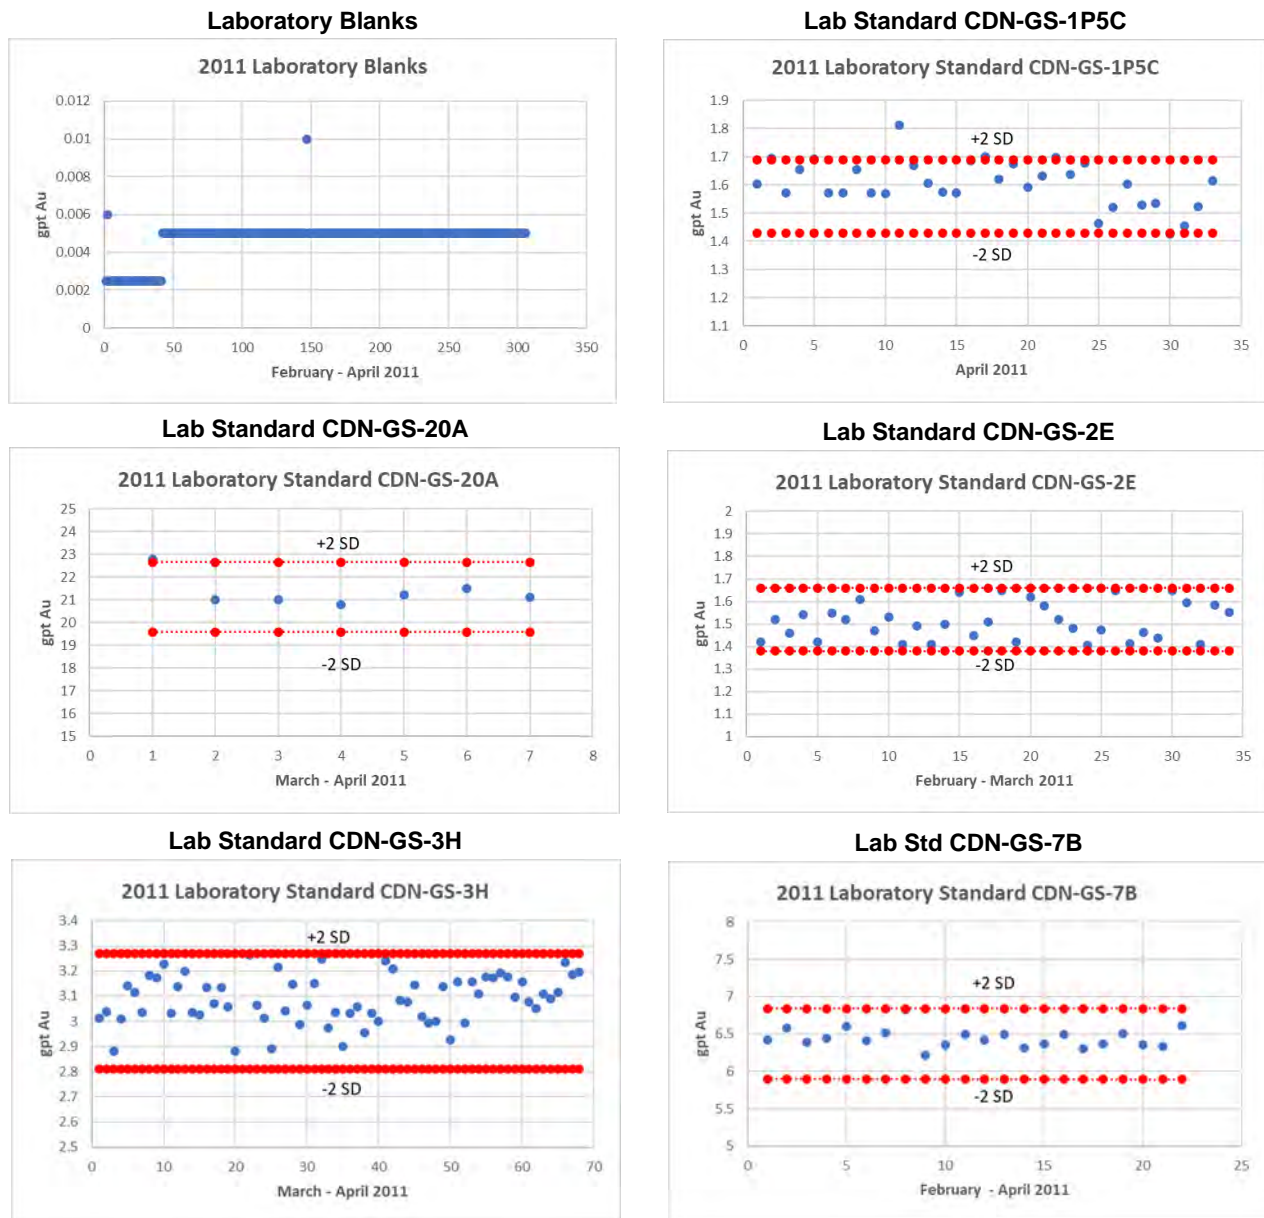 Laboratory Blanks
2011 Laboratory Blanks
0.012
0.01
0.008
0.006
0.004
0.002
0
gpt Au
0 50 100 150 200 250 300 350
February - April 2011
Lab Standard CDN-GS-1P5C
2011 Laboratory Standard CDN-GS-1P5C
1.9
1.8
1.7
1.6
1.5
1.4
1.3
1.2
1.1
gpt Au
+2 SD
-2 SD
0 5 10 15 20 25 30 35
April 2011
Lab Standard CDN-GS-20A
2011 Laboratory Standard CDN-GS-20A
25
24
23
22
21
20
19
18
17
16
15
gpt Au
+2 SD
-2 SD
0 1 2 3 4 5 6 7 8
March - April 2011
Lab Standard CDN-GS-2E
2011 Laboratory Standard CDN-GS-2E
2
1.9
1.8
1.7
1.6
1.5
1.4
1.3
1.2
1.1
1
gpt Au
+2 SD
-2 SD
0 5 10 15 20 25 30 35
February - March 2011
Lab Standard CDN-GS-3H
2011 Laboratory Standard CDN-GS-3H
3.4
3.3
3.2
3.1
3
2.9
2.8
2.7
2.6
2.5
gpt Au
+2 SD
-2 SD
0 10 20 30 40 50 60 70
March - April 2011
Lab Std CDN-GS-7B
2011 Laboratory Standard CDN-GS-7B
8
7.5
7
6.5
6
5.5
5
gpt Au
+2 SD
-2 SD
0 5 10 15 20 25
February - April 2011